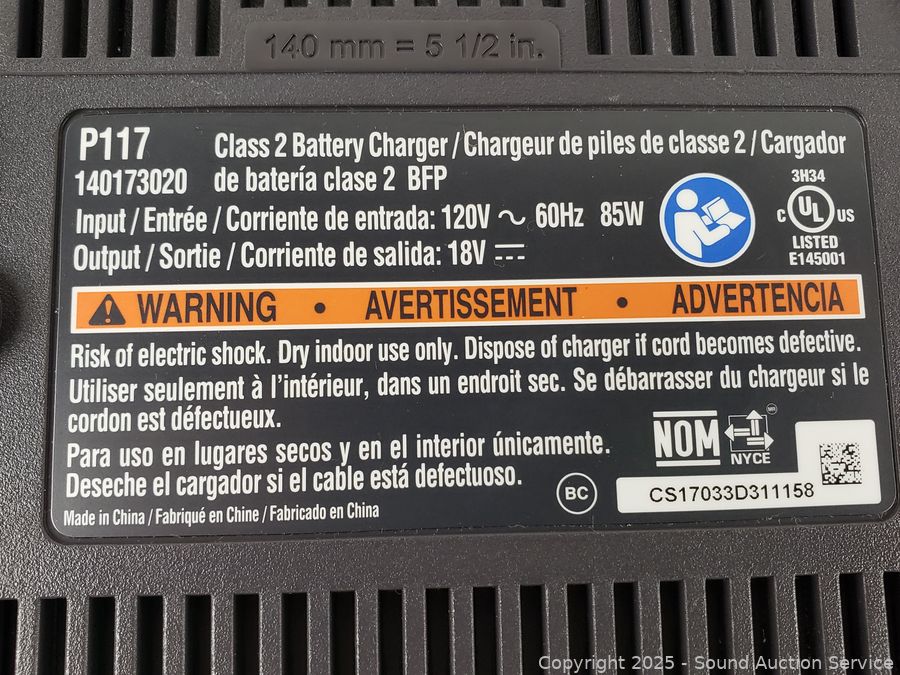 140 mm = 5 1/2 in.
P117 Class 2 Battery Charger / Chargeur de piles de classe 2 / Cargador
140173020 de batería clase 2 BFP
Input / Entrée / Corriente de entrada: 120V ~ 60Hz 85W
Output / Sortie / Corriente de salida: 18V ⎓
3H34
C UL US
LISTED
E145001
WARNING • AVERTISSEMENT • ADVERTENCIA
Risk of electric shock. Dry indoor use only. Dispose of charger if cord becomes defective.
Utiliser seulement à l'intérieur, dans un endroit sec. Se débarrasser du chargeur si le
cordon est défectueux.
Para uso en lugares secos y en el interior únicamente.
Deseche el cargador si el cable está defectuoso.
Made in China / Fabriqué en Chine / Fabricado en China
BC
NOM
NYCE
MR
CS17033D311158
Copyright 2025 - Sound Auction Service